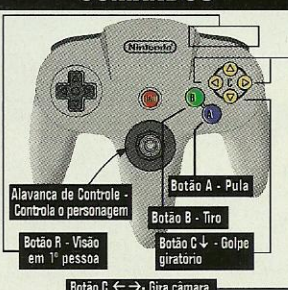 COMANDOS
Nintendo
B
C
A
Alavanca de Controle -
Controla o personagem
Botão A - Pula
Botão B - Tiro
Botão R - Visão
em 1ª pessoa
Botão C ↓ - Golpe
giratório
Botão C ← → - Gira câmara